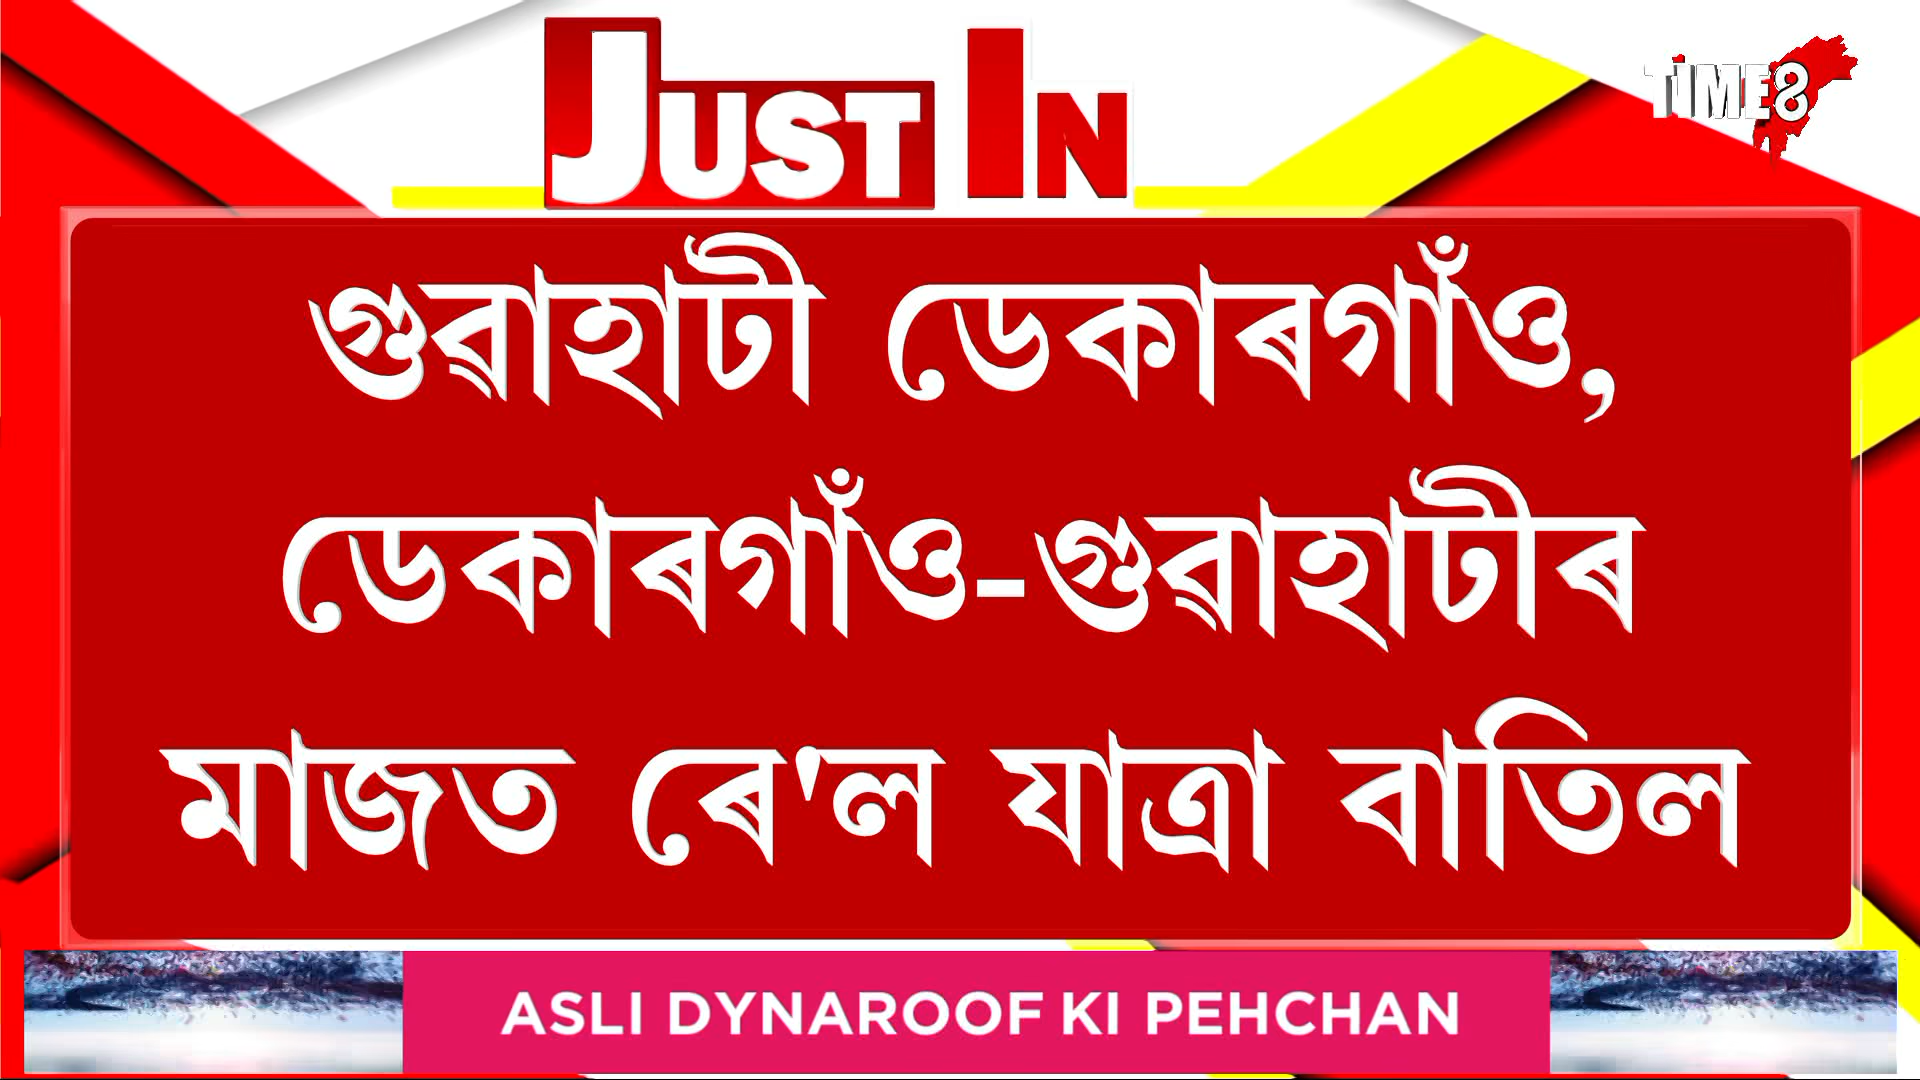 JUST IN
TIME8
গুৱাহাটী ডেকাৰগাঁও,
ডেকাৰগাঁও-গুৱাহাটীৰ
মাজত ৰে'ল যাত্ৰা বাতিল
ASLI DYNAROOF KI PEHCHAN